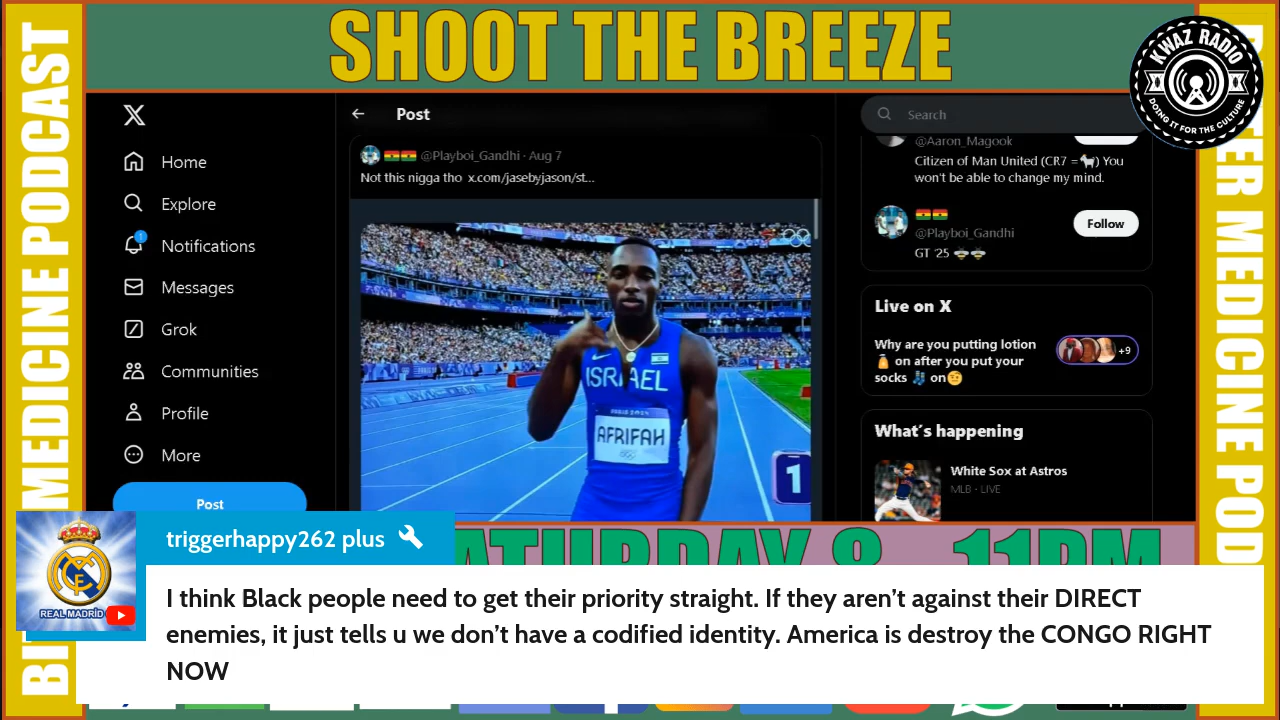 SHOOT THE BREEZE
KWAZ RADIO
DOING IT FOR THE CULTURE
MEDICINE PODCAST
MEDICINE POD
Post
Search
Home
Explore
Notifications
Messages
Grok
Communities
Profile
More
Post
@Playboi_Gandhi · Aug 7
Not this nigga tho x.com/jasebyjason/st...
ISRAEL
PARIS 2024
AFRIFAH
1
@Aaron_Magook
Citizen of Man United (CR7 =🐐) You
won't be able to change my mind.
@Playboi_Gandhi
Follow
GT '25
Live on X
Why are you putting lotion
🧴 on after you put your
socks 🧦 on🤨
+9
What's happening
White Sox at Astros
MLB · LIVE
REAL MADRID
triggerhappy262 plus
I think Black people need to get their priority straight. If they aren't against their DIRECT
enemies, it just tells u we don't have a codified identity. America is destroy the CONGO RIGHT
NOW